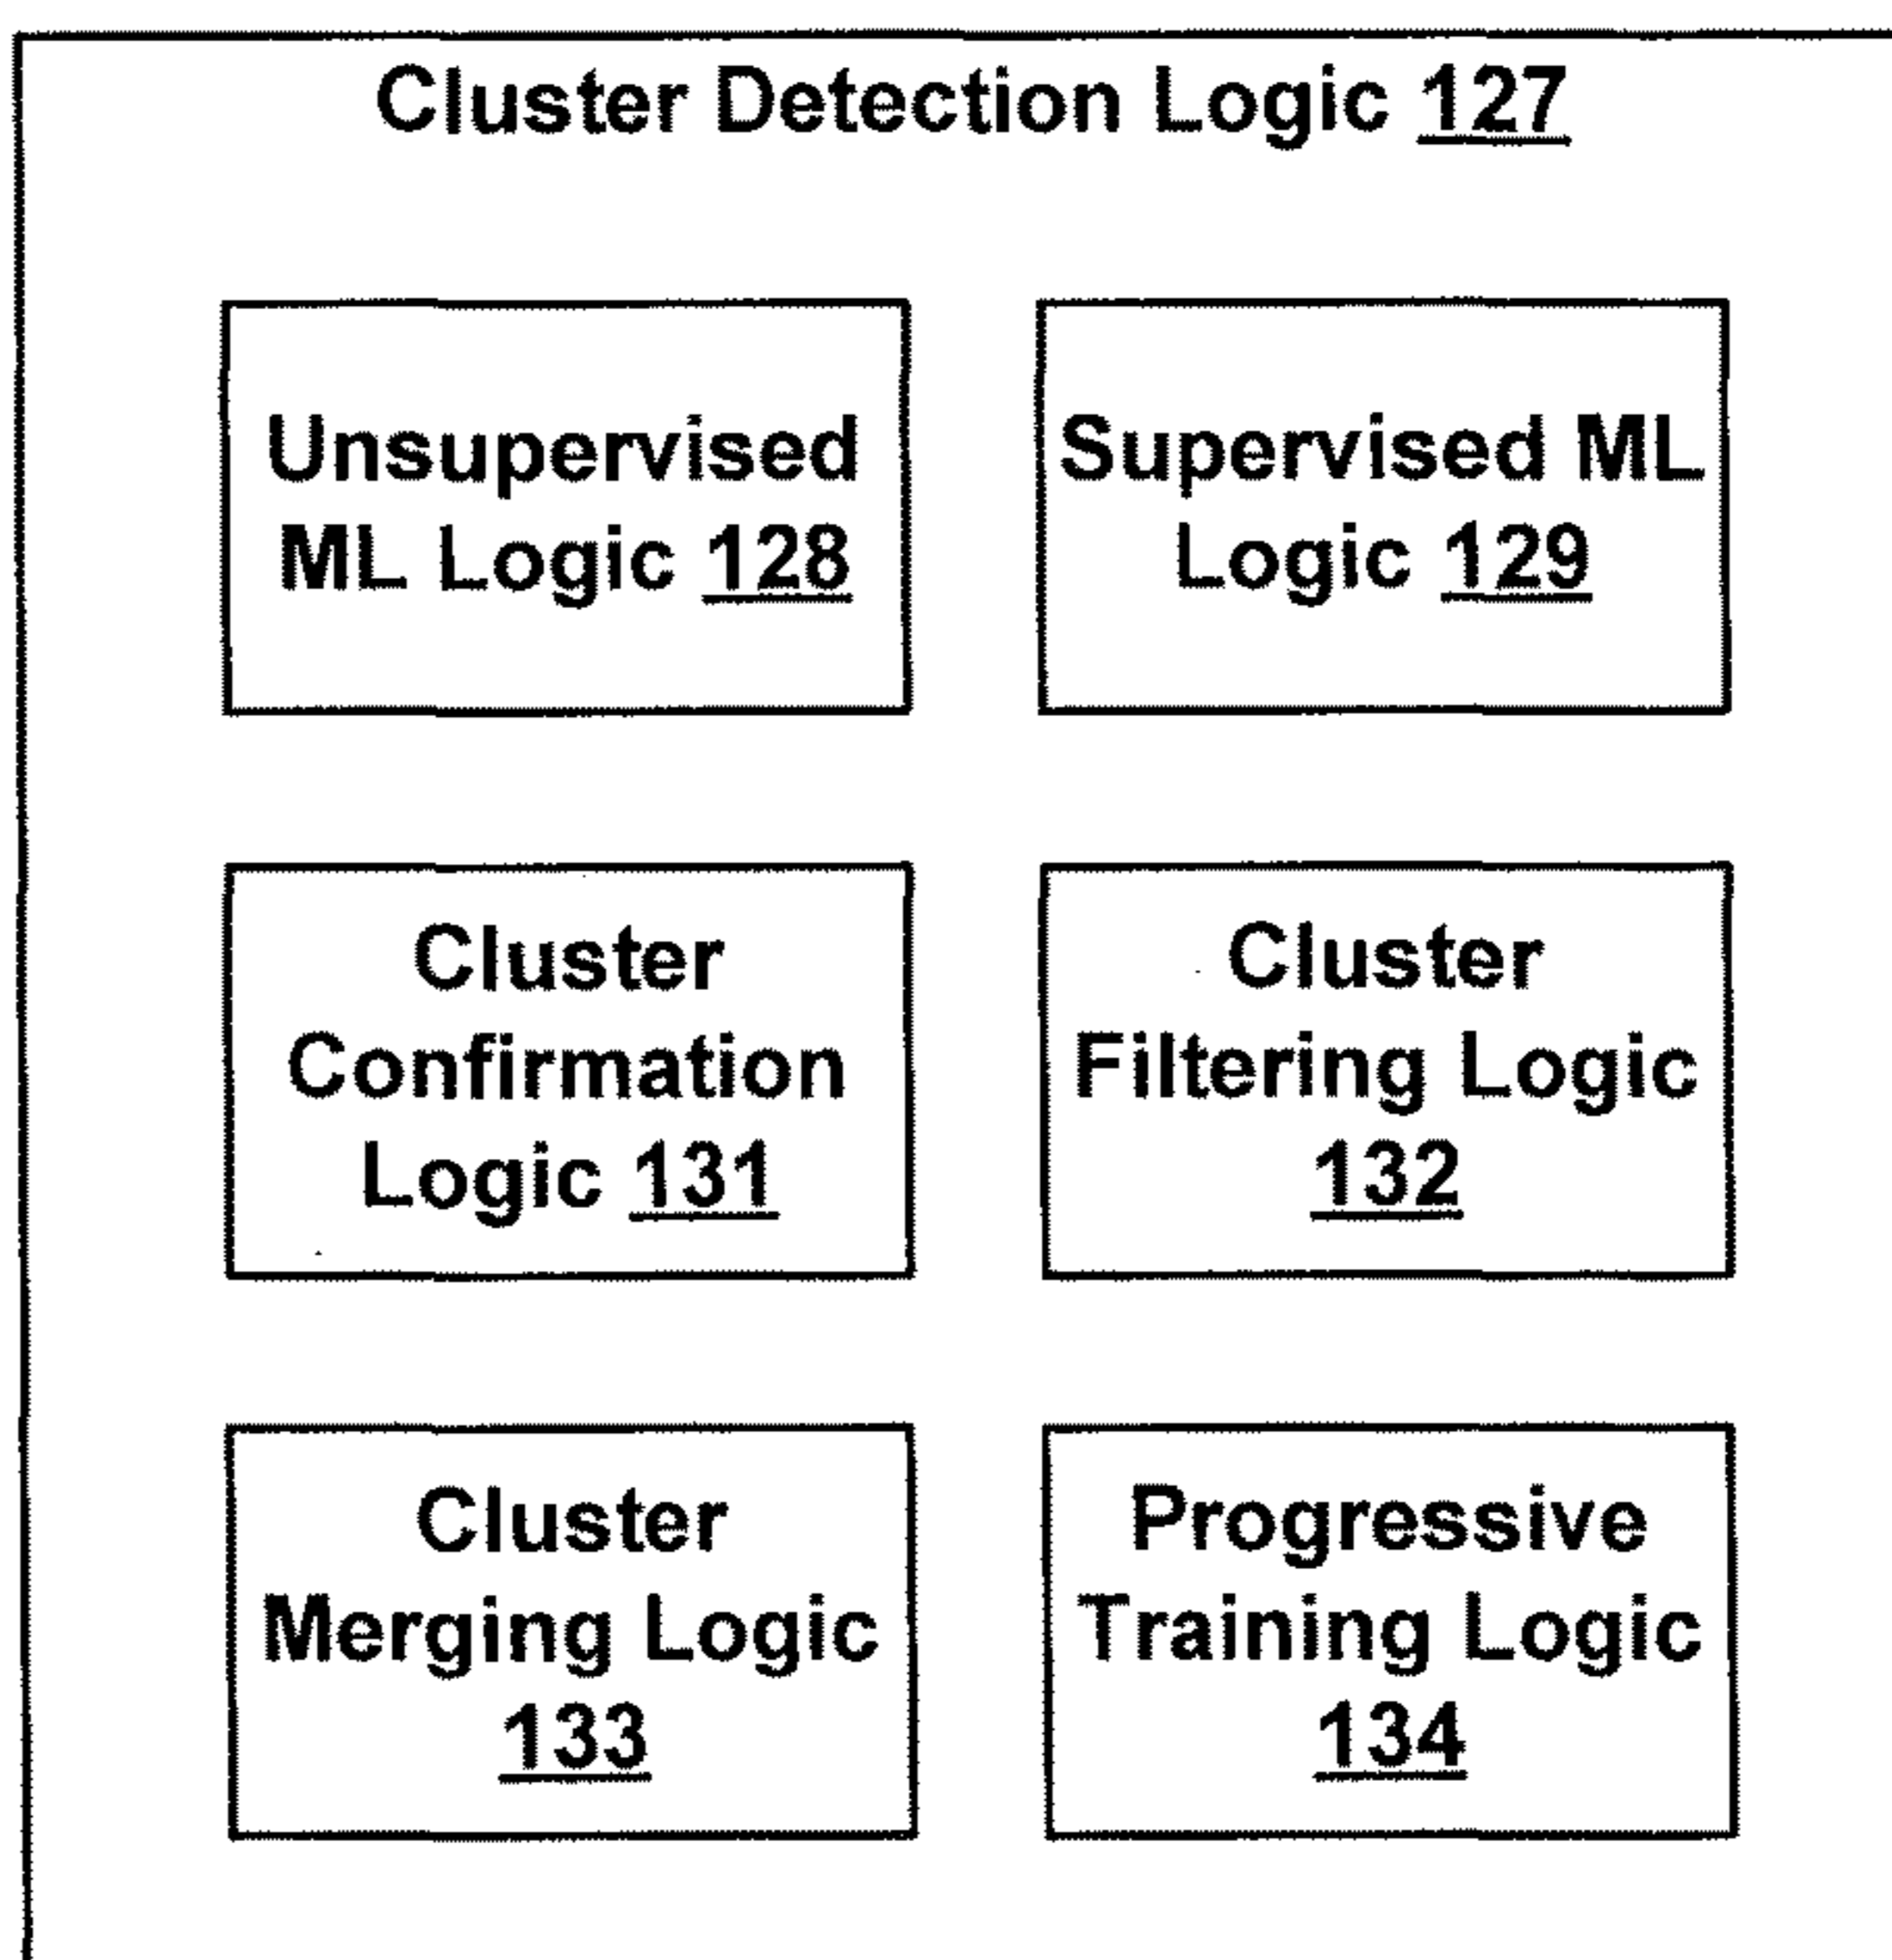 Cluster Detection Logic 127
Unsupervised
ML Logic 128
Supervised ML
Logic 129
Cluster
Confirmation
Logic 131
Cluster
Filtering Logic
132
Cluster
Merging Logic
133
Progressive
Training Logic
134